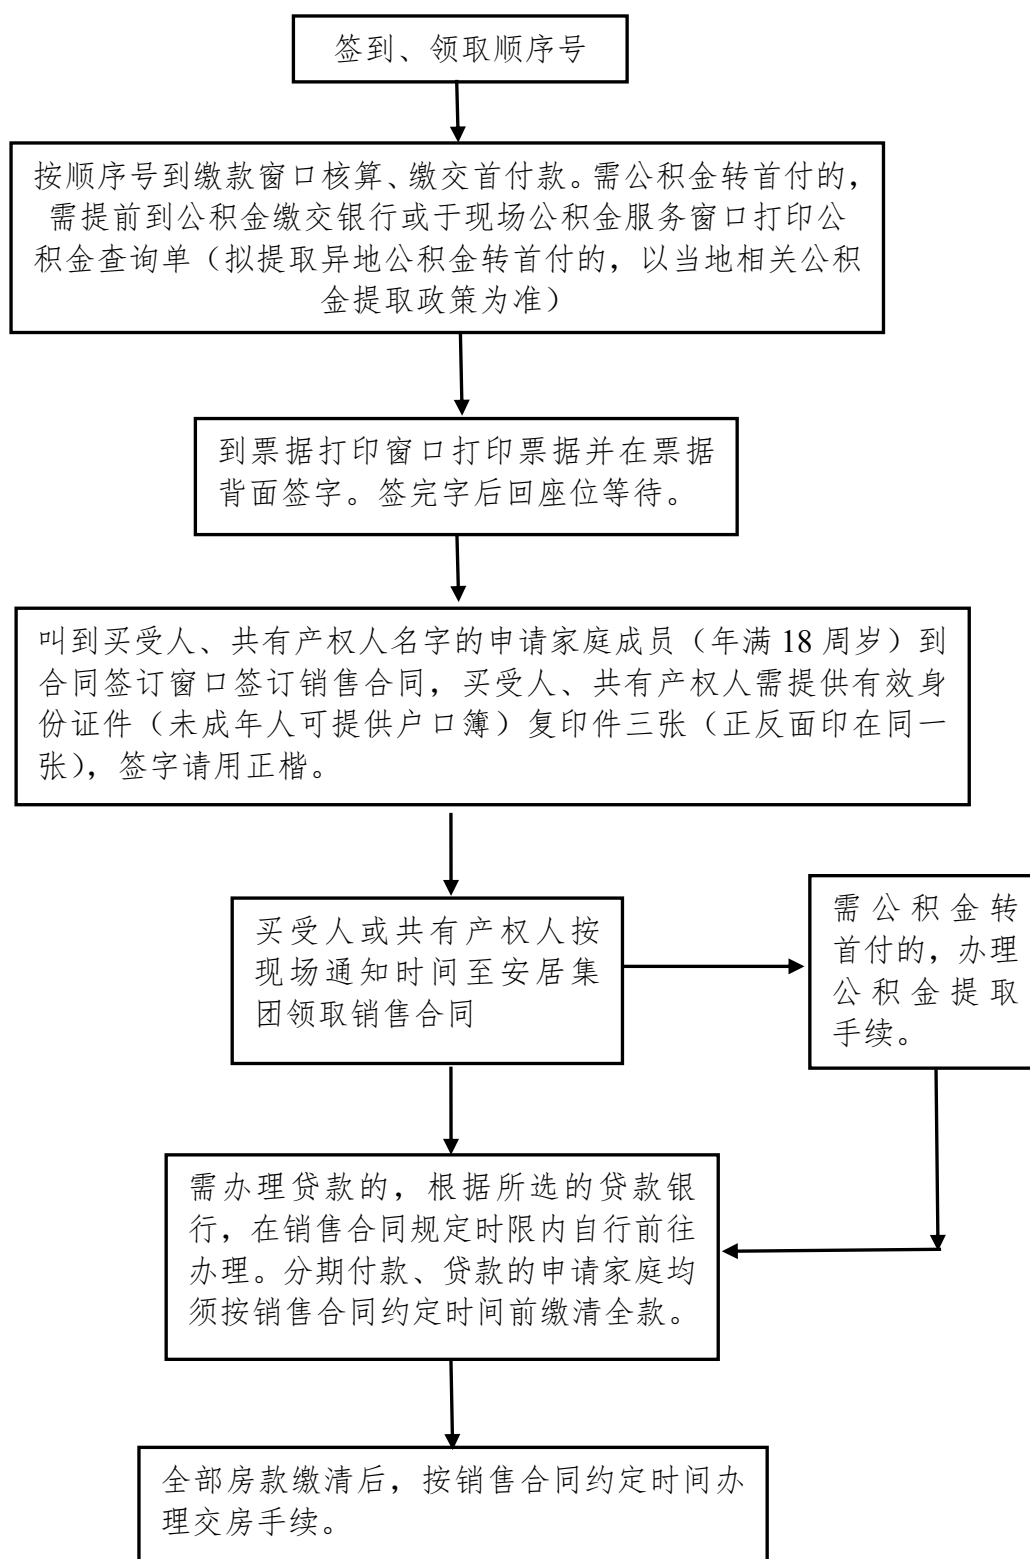 签到、领取顺序号
按顺序号到缴款窗口核算、缴交首付款。需公积金转首付的，
需提前到公积金缴交银行或于现场公积金服务窗口打印公
积金查询单（拟提取异地公积金转首付的，以当地相关公积
金提取政策为准）
到票据打印窗口打印票据并在票据
背面签字。签完字后回座位等待。
叫到买受人、共有产权人名字的申请家庭成员（年满 18 周岁）到
合同签订窗口签订销售合同，买受人、共有产权人需提供有效身
份证件（未成年人可提供户口簿）复印件三张（正反面印在同一
张），签字请用正楷。
买受人或共有产权人按
现场通知时间至安居集
团领取销售合同
需公积金转
首付的，办理
公积金提取
手续。
需办理贷款的，根据所选的贷款银
行，在销售合同规定时限内自行前往
办理。分期付款、贷款的申请家庭均
须按销售合同约定时间前缴清全款。
全部房款缴清后，按销售合同约定时间办
理交房手续。